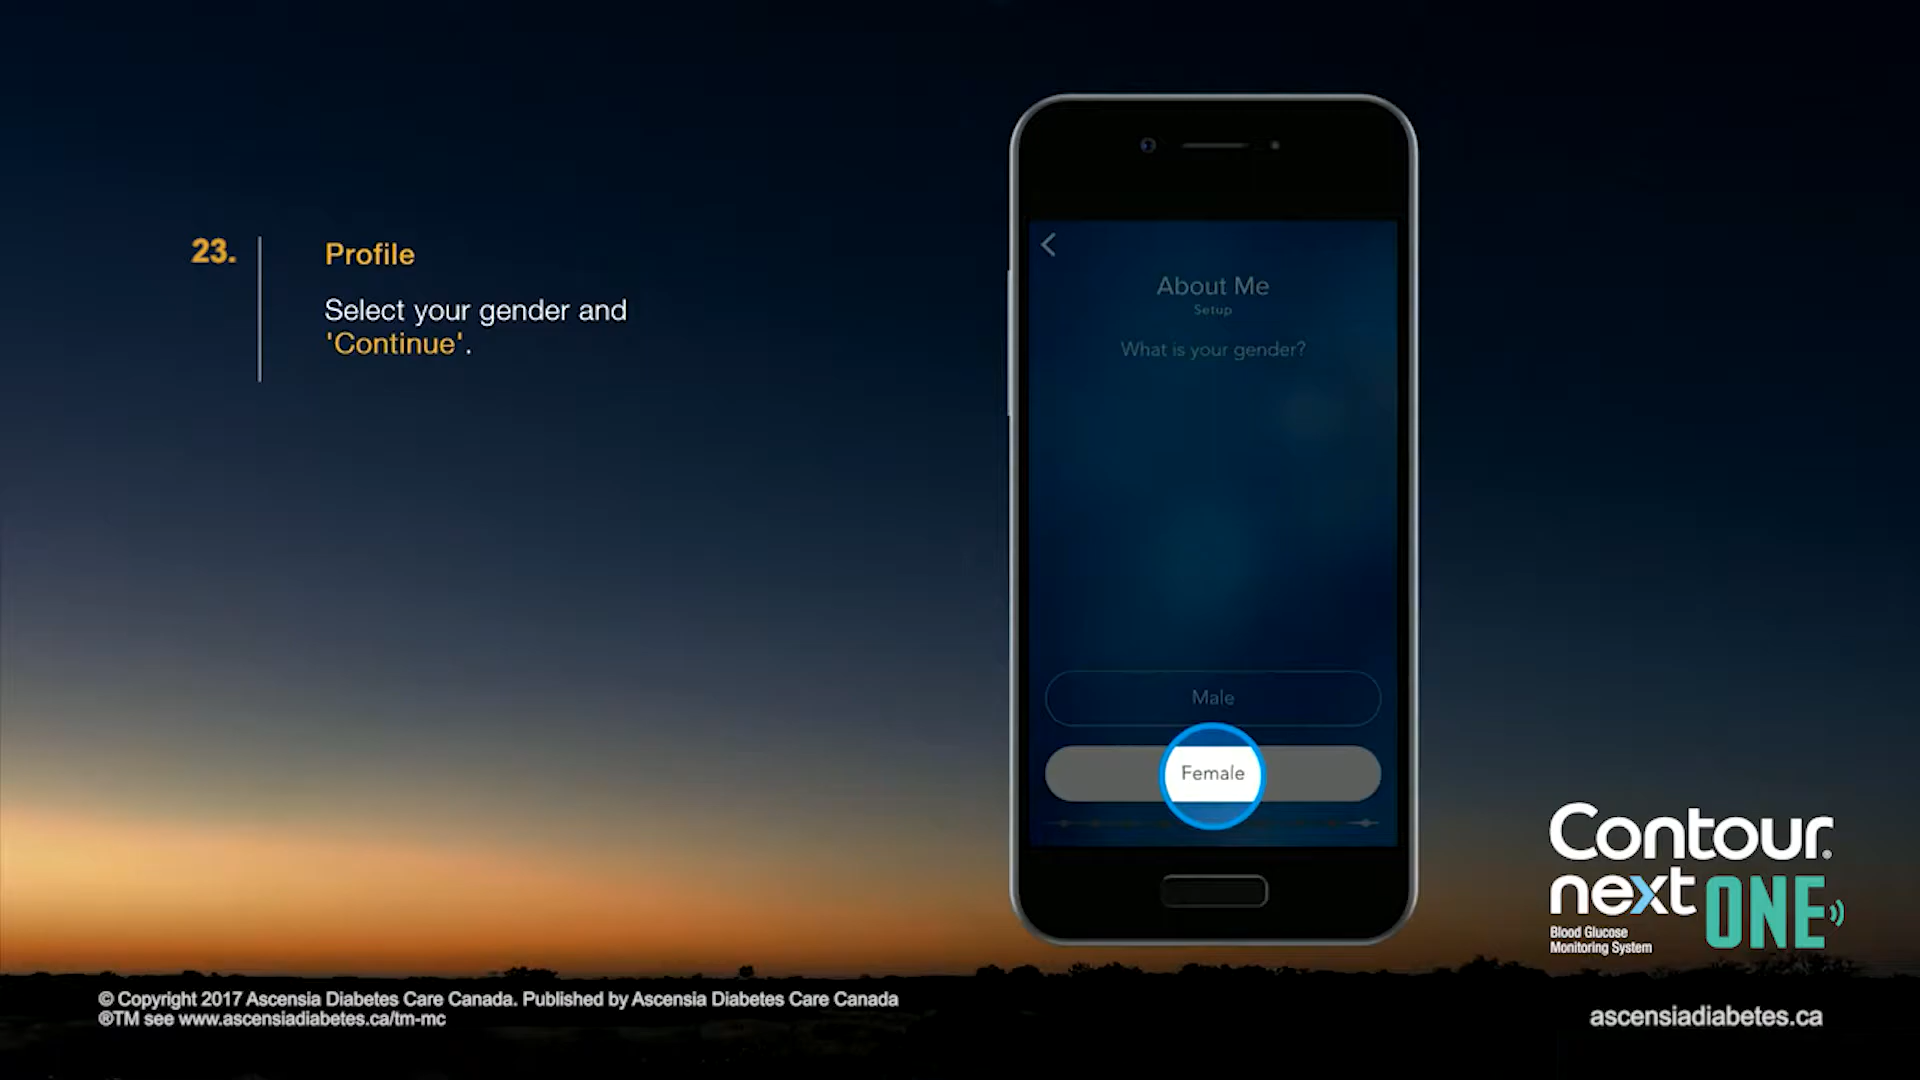 23.
Profile
Select your gender and
'Continue'.
About Me
Setup
What is your gender?
Male
Female
Contour®
next ONE
Blood Glucose
Monitoring System
© Copyright 2017 Ascensia Diabetes Care Canada. Published by Ascensia Diabetes Care Canada
®TM see www.ascensiadiabetes.ca/tm-mc
ascensiadiabetes.ca